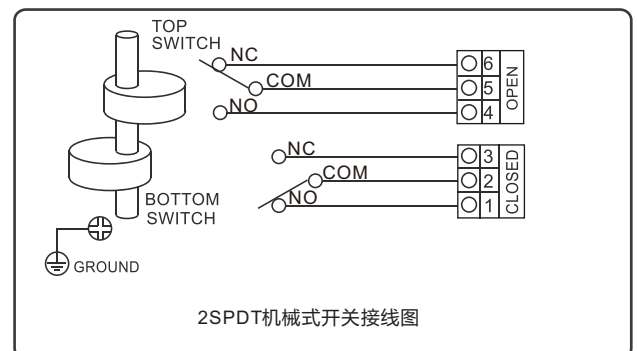 TOP
SWITCH
NC
COM
NO
6
5
4
OPEN
NC
COM
NO
3
2
1
CLOSED
BOTTOM
SWITCH
GROUND
2SPDT机械式开关接线图